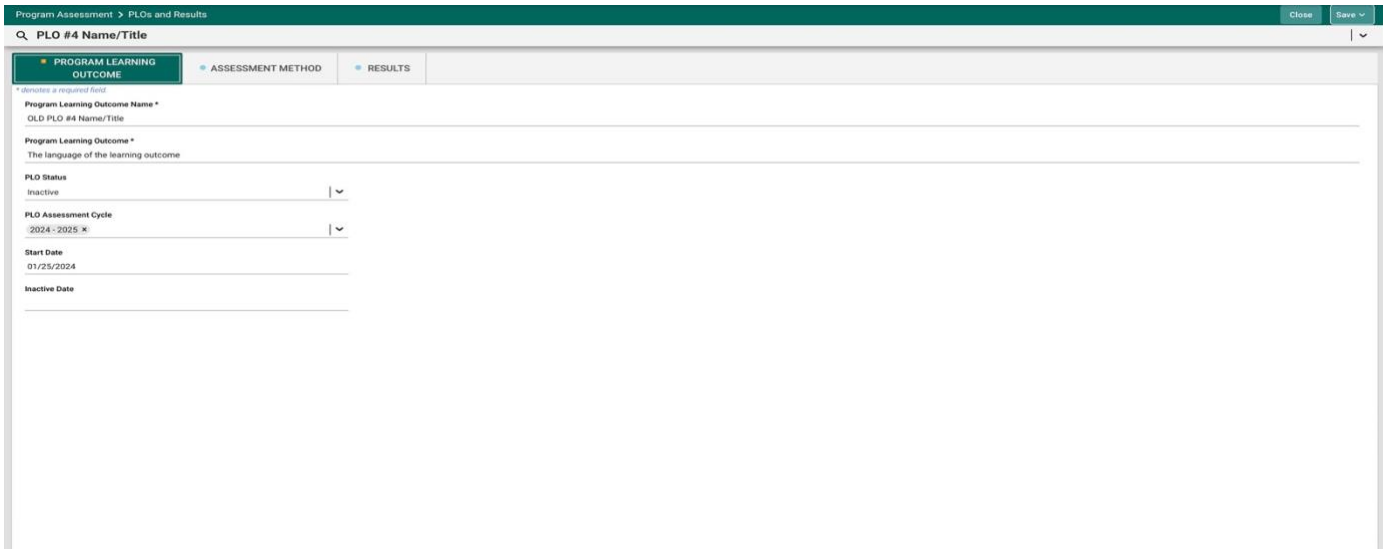 Program Assessment > PLOs and Results
Close
Save
PLO #4 Name/Title
PROGRAM LEARNING
OUTCOME
ASSESSMENT METHOD
RESULTS
* denotes a required field.
Program Learning Outcome Name *
OLD PLO #4 Name/Title
Program Learning Outcome *
The language of the learning outcome
PLO Status
Inactive
PLO Assessment Cycle
2024 - 2025 ×
Start Date
01/25/2024
Inactive Date